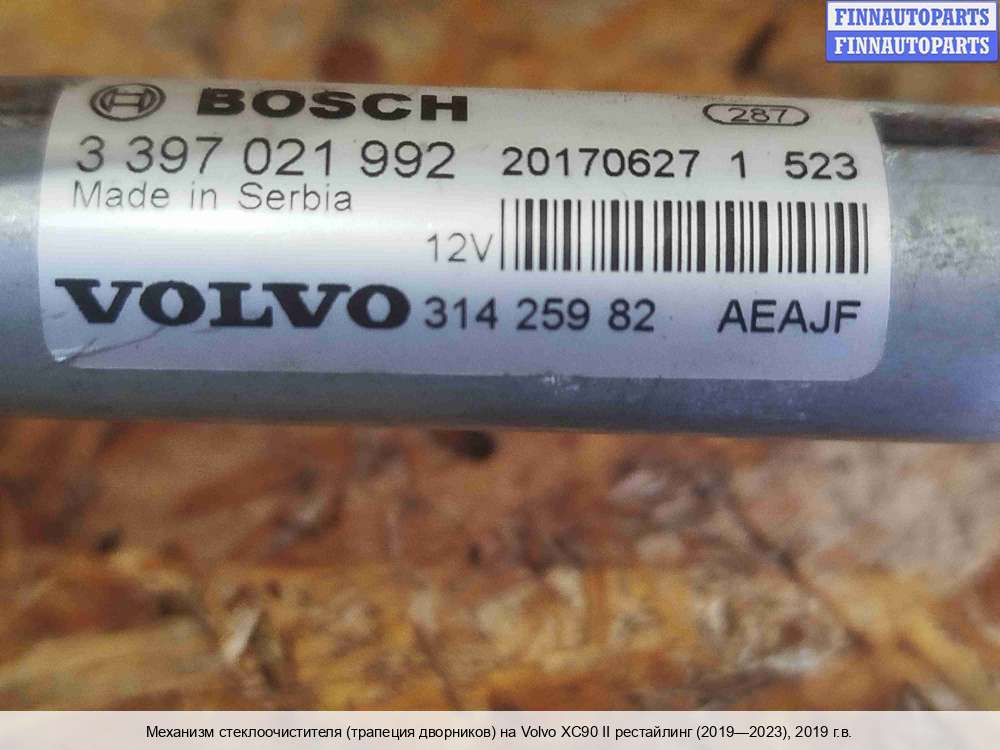 FINNAUTOPARTS
FINNAUTOPARTS
BOSCH 287
3 397 021 992 20170627 1 523
Made in Serbia
12V
VOLVO 314 259 82 AEAJF
Механизм стеклоочистителя (трапеция дворников) на Volvo XC90 II рестайлинг (2019—2023), 2019 г.в.